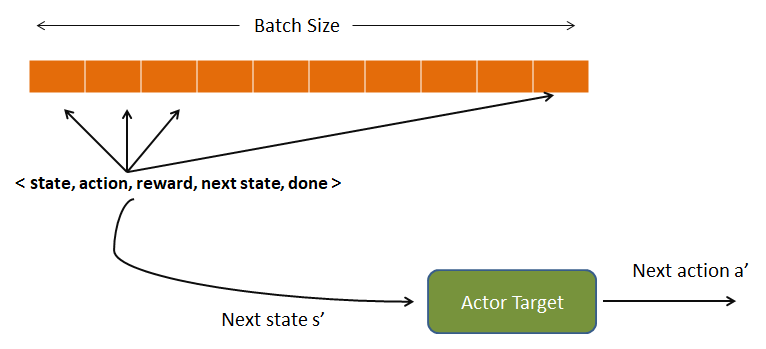 Batch Size
< state, action, reward, next state, done >
Next action a’
Actor Target
Next state s’